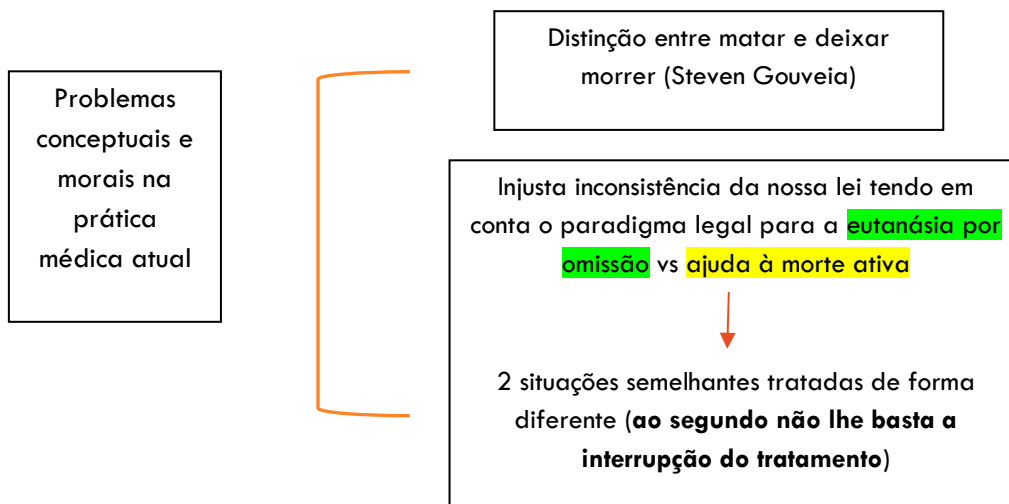 Problemas
conceptuais e
morais na
prática
médica atual
Distinção entre matar e deixar
morrer (Steven Gouveia)
Injusta inconsistência da nossa lei tendo em
conta o paradigma legal para a eutanásia por
omissão vs ajuda à morte ativa
2 situações semelhantes tratadas de forma
diferente (ao segundo não lhe basta a
interrupção do tratamento)